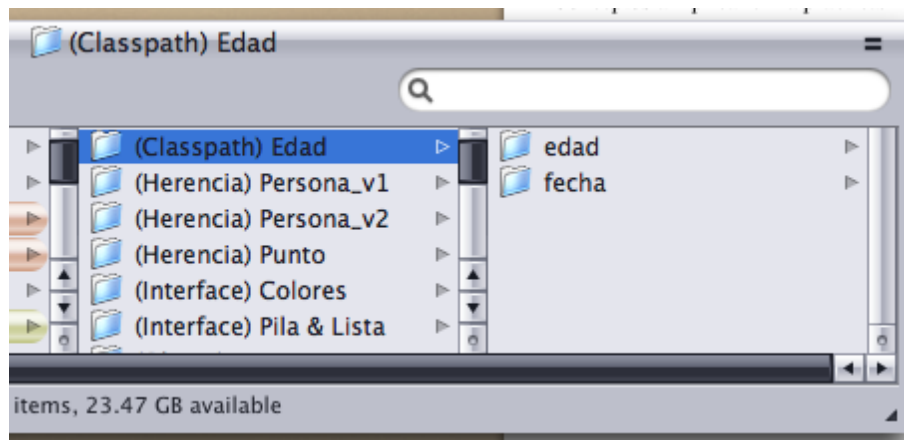 (Classpath) Edad
(Classpath) Edad
(Herencia) Persona_v1
(Herencia) Persona_v2
(Herencia) Punto
(Interface) Colores
(Interface) Pila & Lista
edad
fecha
items, 23.47 GB available